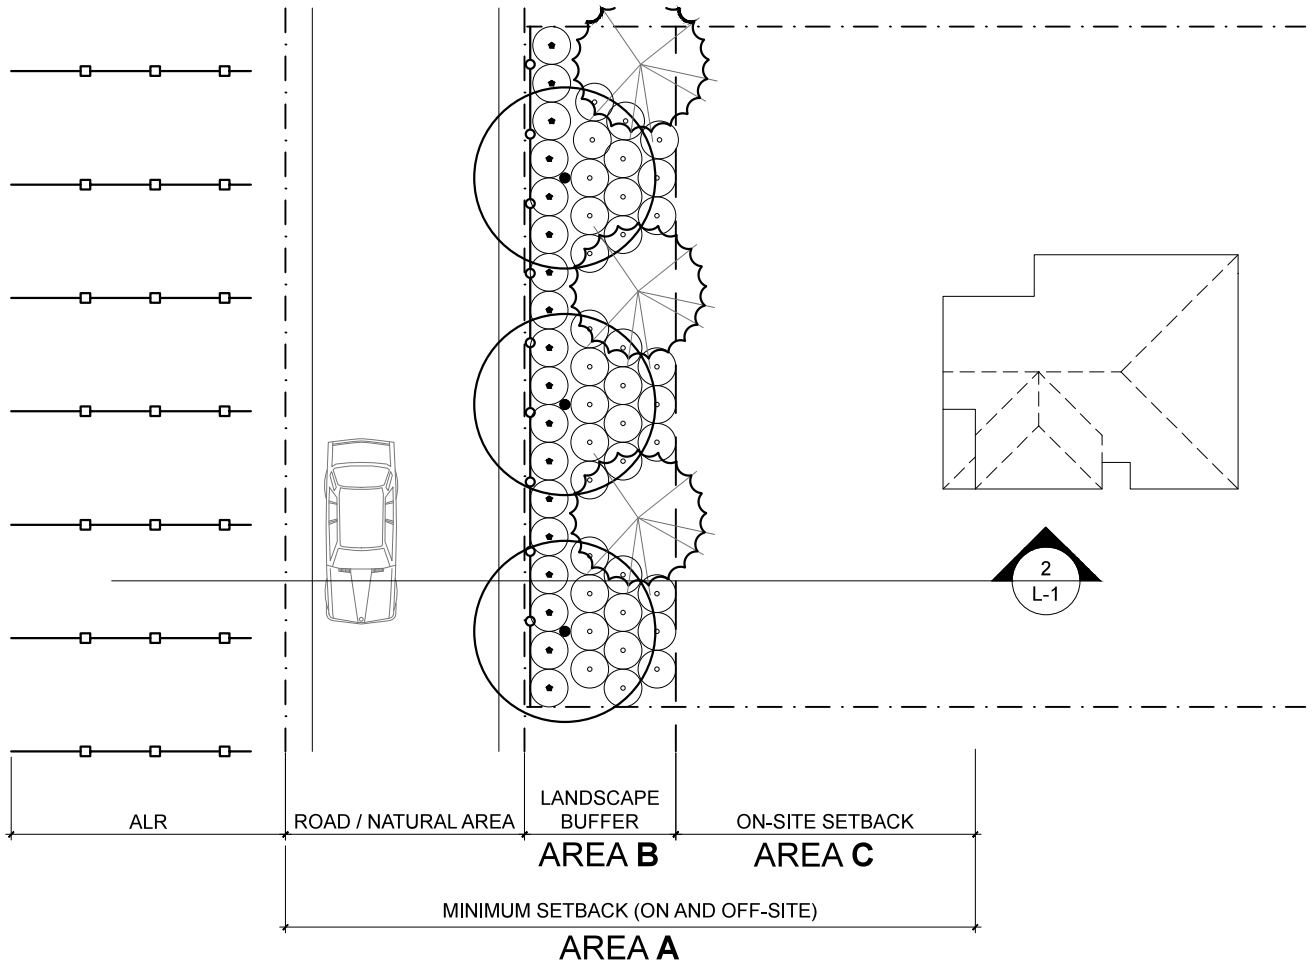 2
L-1
ALR
ROAD / NATURAL AREA
LANDSCAPE
BUFFER
AREA B
ON-SITE SETBACK
AREA C
MINIMUM SETBACK (ON AND OFF-SITE)
AREA A